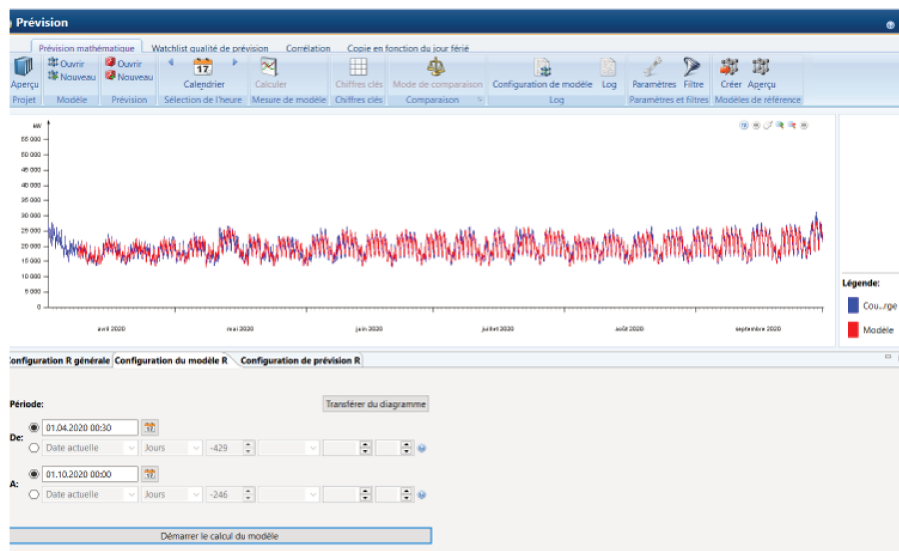 Prévision
Prévision mathématique Watchlist qualité de prévision Corrélation Copie en fonction du jour férié
Ouvrir Ouvrir
Nouveau Nouveau
Aperçu Calendrier Calculer Chiffres clés Mode de comparaison Configuration de modèle Log Paramètres Filtre Créer Aperçu
Projet Modèle Prévision Sélection de l'heure Mesure de modèle Chiffres clés Comparaison Log Paramètres et filtres Modèles de référence
kW
50 000
45 000
40 000
35 000
30 000
25 000
20 000
15 000
10 000
5 000
0
avril 2020 mai 2020 juin 2020 juillet 2020 août 2020 septembre 2020
Légende:
Cou...rge
Modèle
onfiguration R générale Configuration du modèle R Configuration de prévision R
Période: Transférer du diagramme
De: 01.04.2020 00:30
Date actuelle Jours -429
A: 01.10.2020 00:00
Date actuelle Jours -246
Démarrer le calcul du modèle